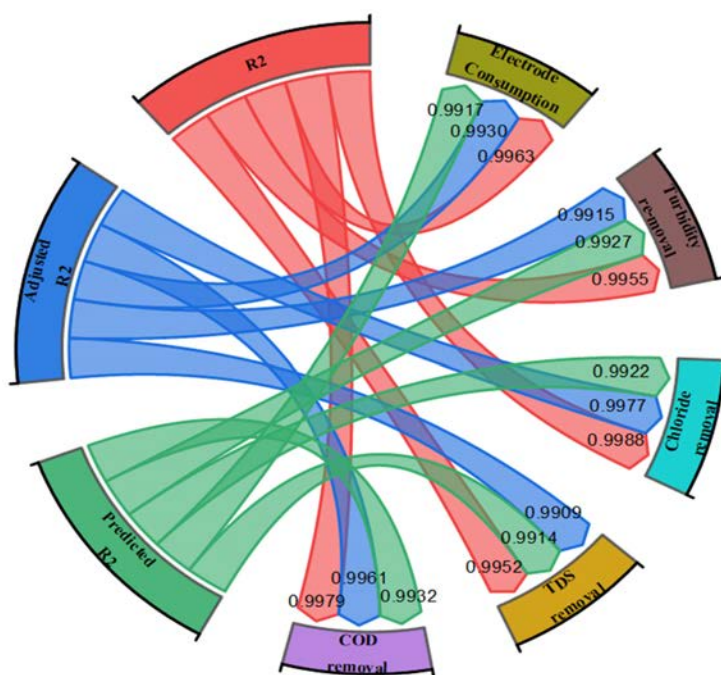 R2
Electrode
Consumption
0.9917
0.9930
0.9963
Turbidity
re-moval
0.9915
0.9927
0.9955
Adjusted
R2
Chloride
removal
0.9922
0.9977
0.9988
Predicted
R2
TDS
removal
0.9909
0.9914
0.9952
COD
removal
0.9961
0.9932
0.9979